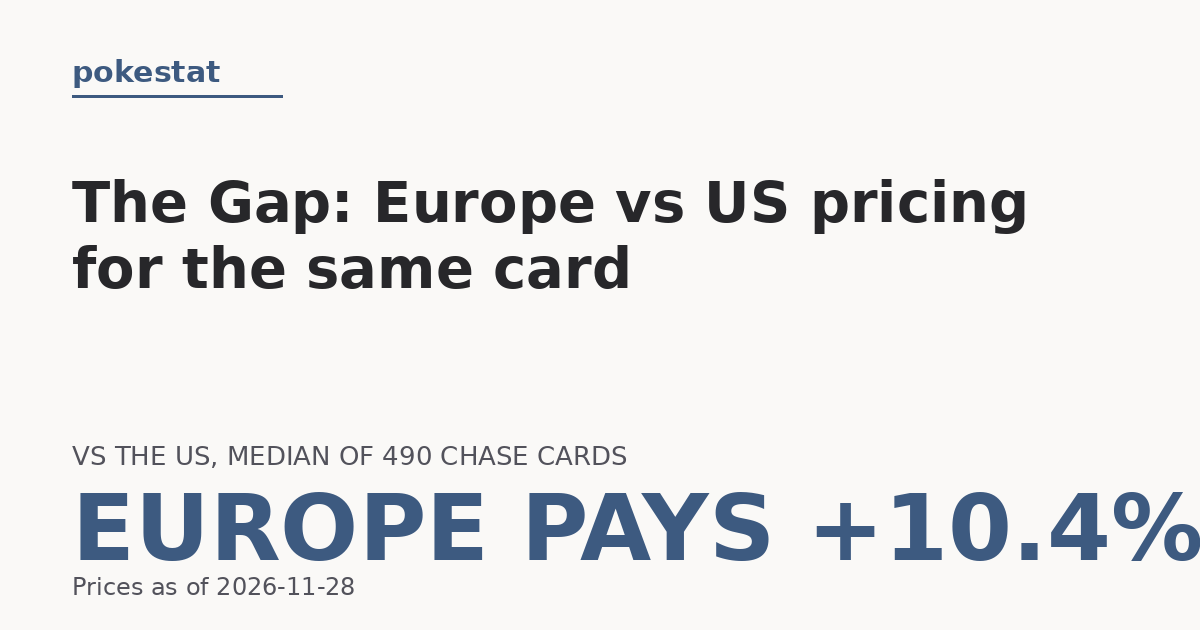 pokestat
The Gap: Europe vs US pricing
for the same card
VS THE US, MEDIAN OF 490 CHASE CARDS
EUROPE PAYS +10.4%
Prices as of 2026-11-28